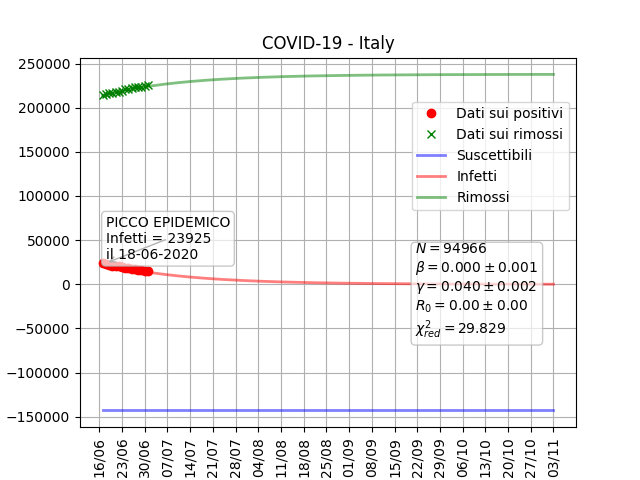 COVID-19 - Italy
250000
200000
150000
100000
50000
0
−50000
−100000
−150000
Dati sui positivi
Dati sui rimossi
Suscettibili
Infetti
Rimossi
PICCO EPIDEMICO
Infetti = 23925
il 18-06-2020
N = 94966
β = 0.000 ± 0.001
γ = 0.040 ± 0.002
R₀ = 0.00 ± 0.00
χ²red = 29.829
16/06
23/06
30/06
07/07
14/07
21/07
28/07
04/08
11/08
18/08
25/08
01/09
08/09
15/09
22/09
29/09
06/10
13/10
20/10
27/10
03/11